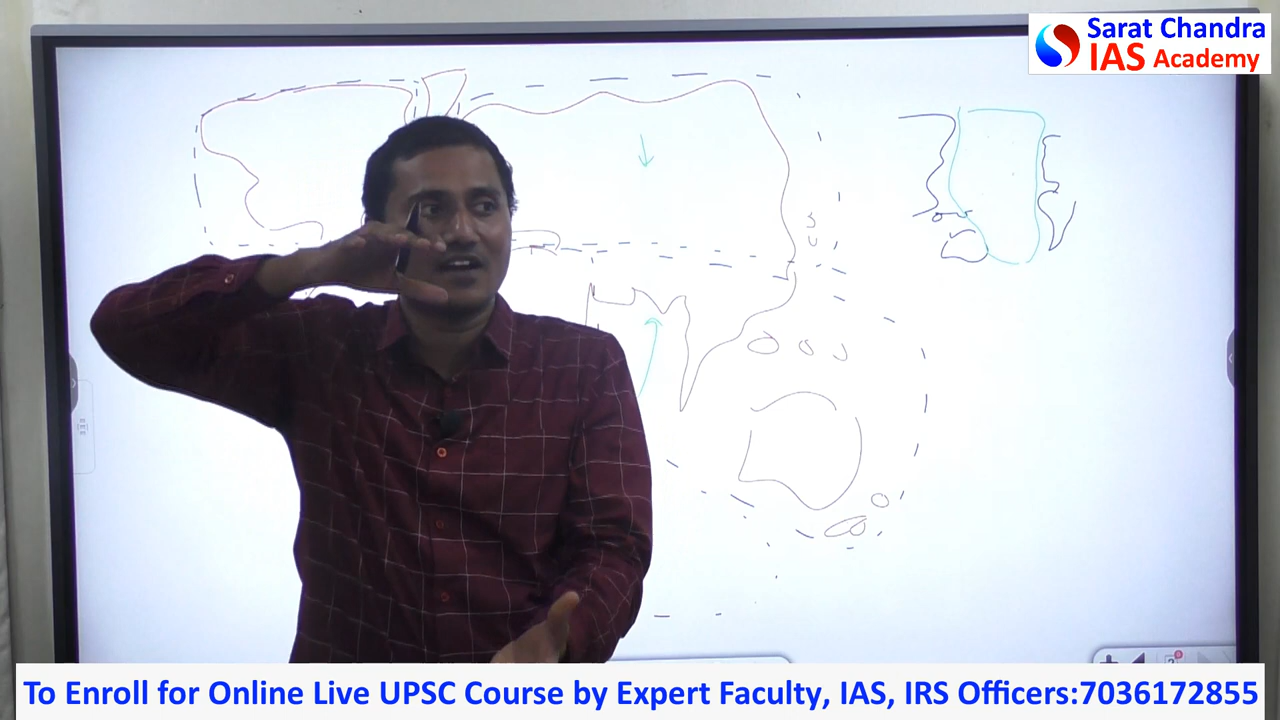 Sarat Chandra
IAS Academy
To Enroll for Online Live UPSC Course by Expert Faculty, IAS, IRS Officers:7036172855